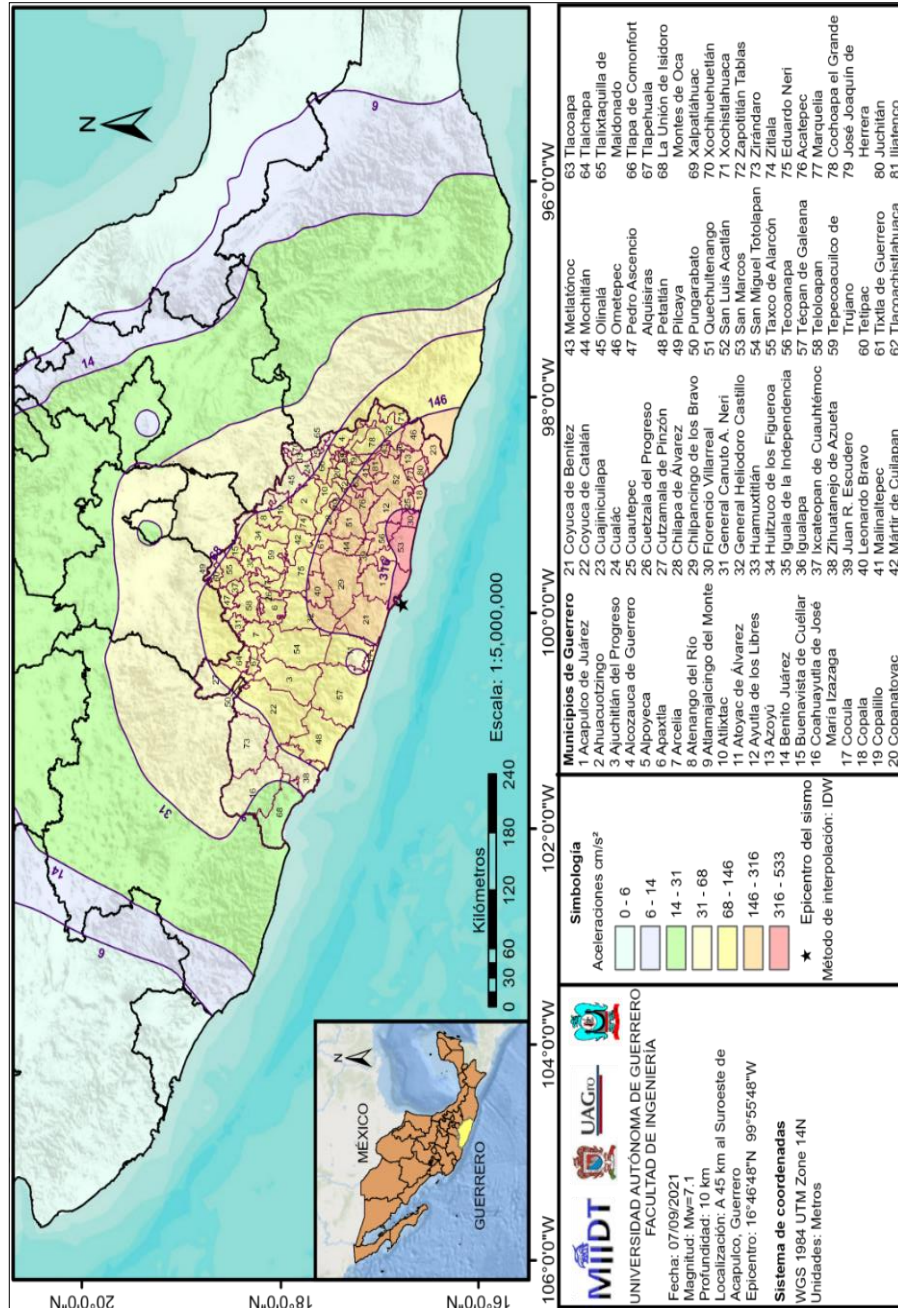 N
106°0'0"W
104°0'0"W
102°0'0"W
100°0'0"W
98°0'0"W
96°0'0"W
20°0'0"N
18°0'0"N
16°0'0"N
6
14
31
14
6
146
316
MÉXICO
GUERRERO
N
Kilómetros
0 30 60 120 180 240
Escala: 1:5,000,000
MIIDT
UAGro
UNIVERSIDAD AUTÓNOMA DE GUERRERO
FACULTAD DE INGENIERÍA
Fecha: 07/09/2021
Magnitud: Mw=7.1
Profundidad: 10 km
Localización: A 45 km al Suroeste de
Acapulco, Guerrero
Epicentro: 16°46'48"N 99°55'48"W
Sistema de coordenadas
WGS 1984 UTM Zone 14N
Unidades: Metros
Simbología
Aceleraciones cm/s²
0 - 6
6 - 14
14 - 31
31 - 68
68 - 146
146 - 316
316 - 533
Epicentro del sismo
Método de interpolación: IDW
Municipios de Guerrero
1 Acapulco de Juárez
2 Ahuacuotzingo
3 Ajuchitlán del Progreso
4 Alcozauca de Guerrero
5 Alpoyeca
6 Apaxtla
7 Arcelia
8 Atenango del Río
9 Atlamajalcingo del Monte
10 Atlixtac
11 Atoyac de Álvarez
12 Ayutla de los Libres
13 Azoyú
14 Benito Juárez
15 Buenavista de Cuéllar
16 Coahuayutla de José
María Izazaga
17 Cocula
18 Copala
19 Copalillo
20 Copanatoyac
21 Coyuca de Benítez
22 Coyuca de Catalán
23 Cuajinicuilapa
24 Cualác
25 Cuautepec
26 Cuetzala del Progreso
27 Cutzamala de Pinzón
28 Chilapa de Álvarez
29 Chilpancingo de los Bravo
30 Florencio Villarreal
31 General Canuto A. Neri
32 General Heliodoro Castillo
33 Huamuxtitlán
34 Huitzuco de los Figueroa
35 Iguala de la Independencia
36 Igualapa
37 Ixcateopan de Cuauhtémoc
38 Zihuatanejo de Azueta
39 Juan R. Escudero
40 Leonardo Bravo
41 Malinaltepec
42 Mártir de Cuilapan
43 Metlatónoc
44 Mochitlán
45 Olinalá
46 Ometepec
47 Pedro Ascencio
Alquisiras
48 Petatlán
49 Pilcaya
50 Pungarabato
51 Quechultenango
52 San Luis Acatlán
53 San Marcos
54 San Miguel Totolapan
55 Taxco de Alarcón
56 Tecoanapa
57 Técpan de Galeana
58 Teloloapan
59 Tepecoacuilco de
Trujano
60 Tetipac
61 Tixtla de Guerrero
62 Tlacoachistlahuaca
63 Tlacoapa
64 Tlalchapa
65 Tlalixtaquilla de
Maldonado
66 Tlapa de Comonfort
67 Tlapehuala
68 La Unión de Isidoro
Montes de Oca
69 Xalpatláhuac
70 Xochihuehuetlán
71 Xochistlahuaca
72 Zapotitlán Tablas
73 Zirándaro
74 Zitlala
75 Eduardo Neri
76 Acatepec
77 Marquelia
78 Cochoapa el Grande
79 José Joaquín de
Herrera
80 Juchitán
81 Iliatenco